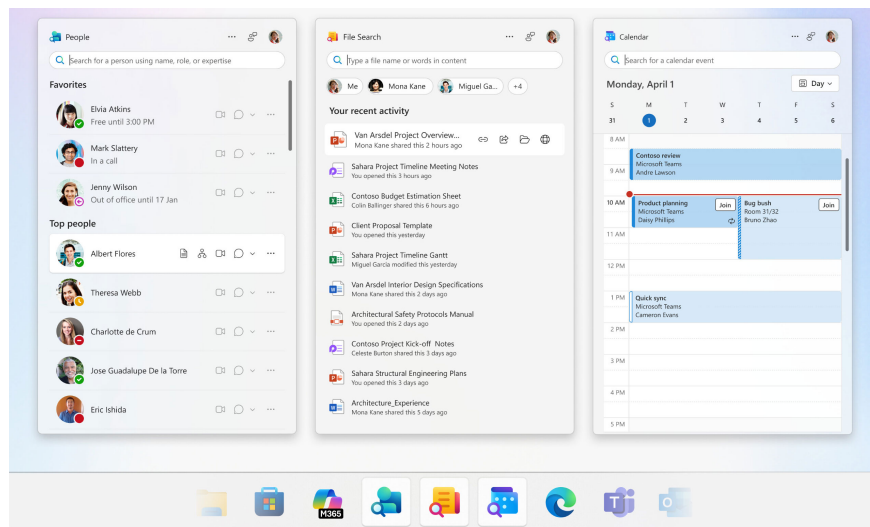 People
Search for a person using name, role, or expertise
Favorites
Elvia Atkins
Free until 3:00 PM
Mark Slattery
In a call
Jenny Wilson
Out of office until 17 Jan
Top people
Albert Flores
Theresa Webb
Charlotte de Crum
Jose Guadalupe De la Torre
Eric Ishida
File Search
Type a file name or words in content
Me Mona Kane Miguel Ga... +4
Your recent activity
Van Arsdel Project Overview...
Mona Kane shared this 2 hours ago
Sahara Project Timeline Meeting Notes
You opened this 3 hours ago
Contoso Budget Estimation Sheet
Colin Ballinger shared this 6 hours ago
Client Proposal Template
You opened this yesterday
Sahara Project Timeline Gantt
Miguel Garcia modified this yesterday
Van Arsdel Interior Design Specifications
Mona Kane shared this 2 days ago
Architectural Safety Protocols Manual
You opened this 2 days ago
Contoso Project Kick-off Notes
Celeste Burton shared this 3 days ago
Sahara Structural Engineering Plans
You opened this 3 days ago
Architecture_Experience
Mona Kane shared this 5 days ago
Calendar
Search for a calendar event
Monday, April 1 Day
S M T W T F S
31 1 2 3 4 5 6
8 AM
Contoso review
Microsoft Teams
9 AM Andre Lawson
10 AM Product planning Join Bug bush Join
Microsoft Teams Room 31/32
Daisy Phillips Bruno Zhao
11 AM
12 PM
1 PM Quick sync
Microsoft Teams
Cameron Evans
2 PM
3 PM
4 PM
5 PM
M365